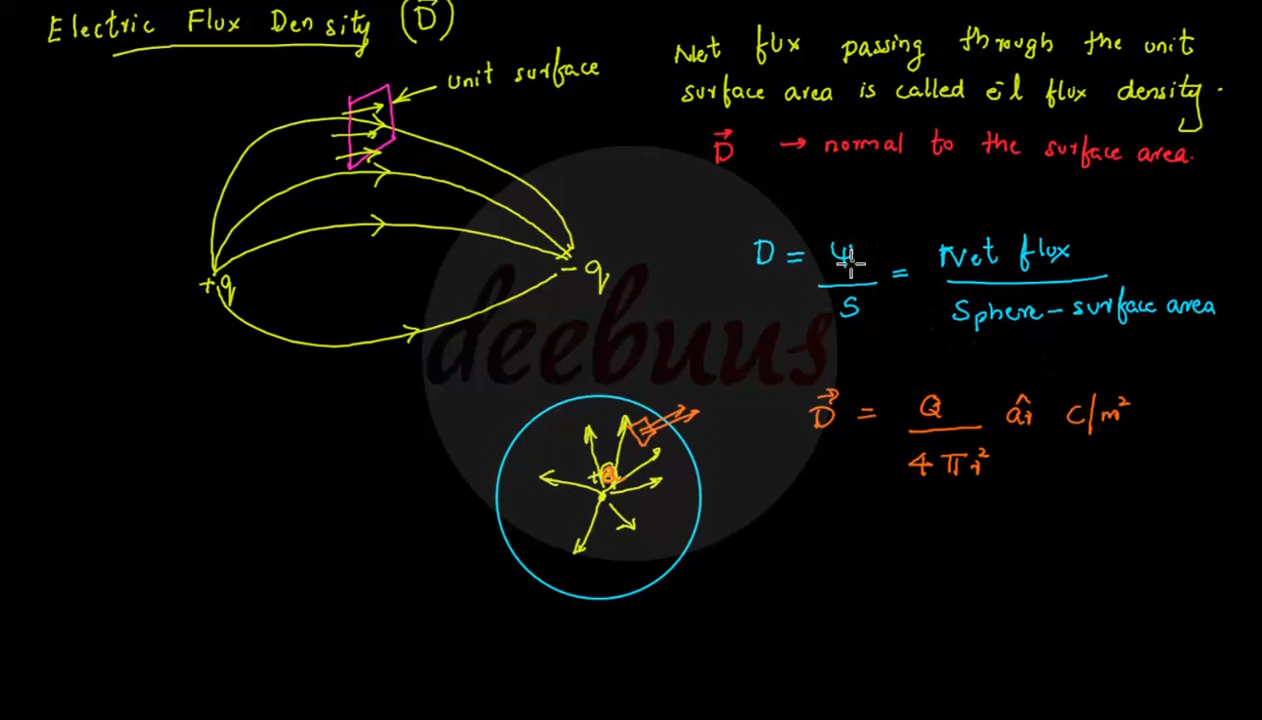 Electric Flux Density (D⃗)
unit surface
Net flux passing through the unit
surface area is called e̅l flux density.
D⃗ → normal to the surface area.
+q
- q
D = ψ/S = Net flux/Sphere - surface area
deebuus
D⃗ = Q/4πr² âr C/m²
+Q